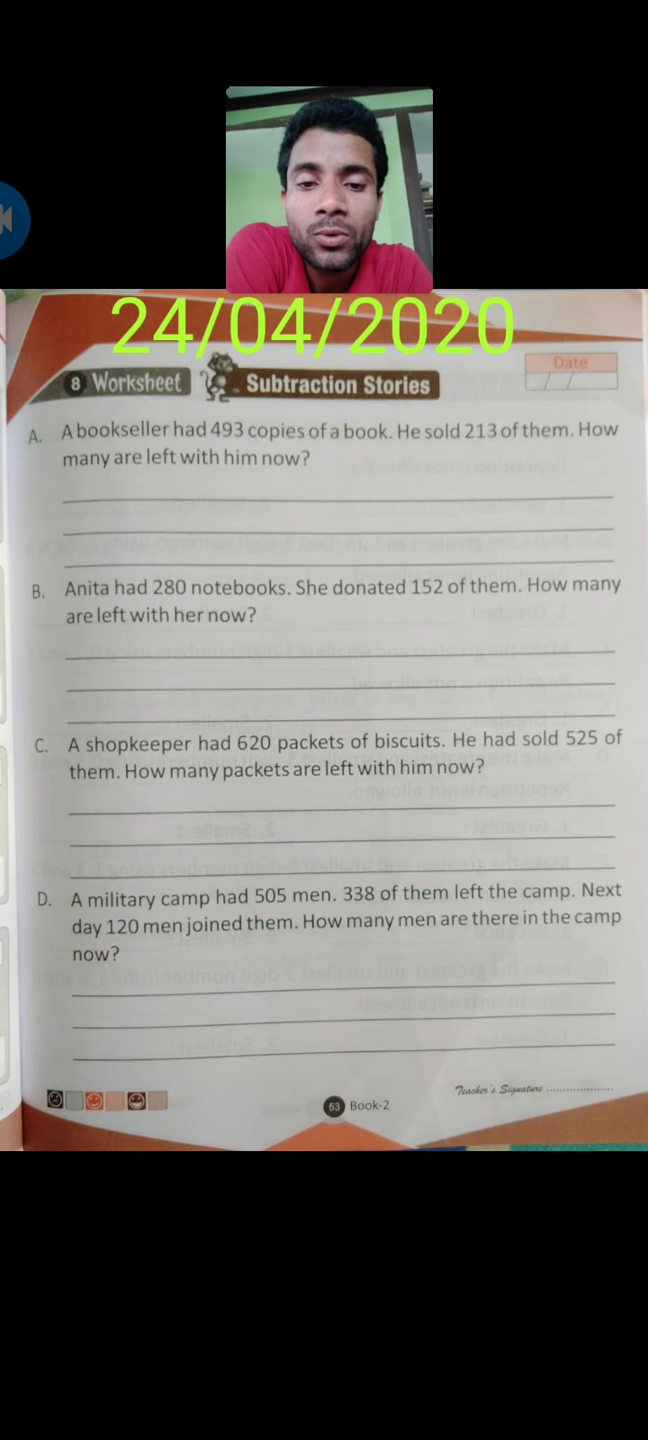 24/04/2020
Date
8 Worksheet Subtraction Stories
A. A bookseller had 493 copies of a book. He sold 213 of them. How
many are left with him now?
B. Anita had 280 notebooks. She donated 152 of them. How many
are left with her now?
C. A shopkeeper had 620 packets of biscuits. He had sold 525 of
them. How many packets are left with him now?
D. A military camp had 505 men. 338 of them left the camp. Next
day 120 men joined them. How many men are there in the camp
now?
Teacher's Signature ....................
53 Book-2